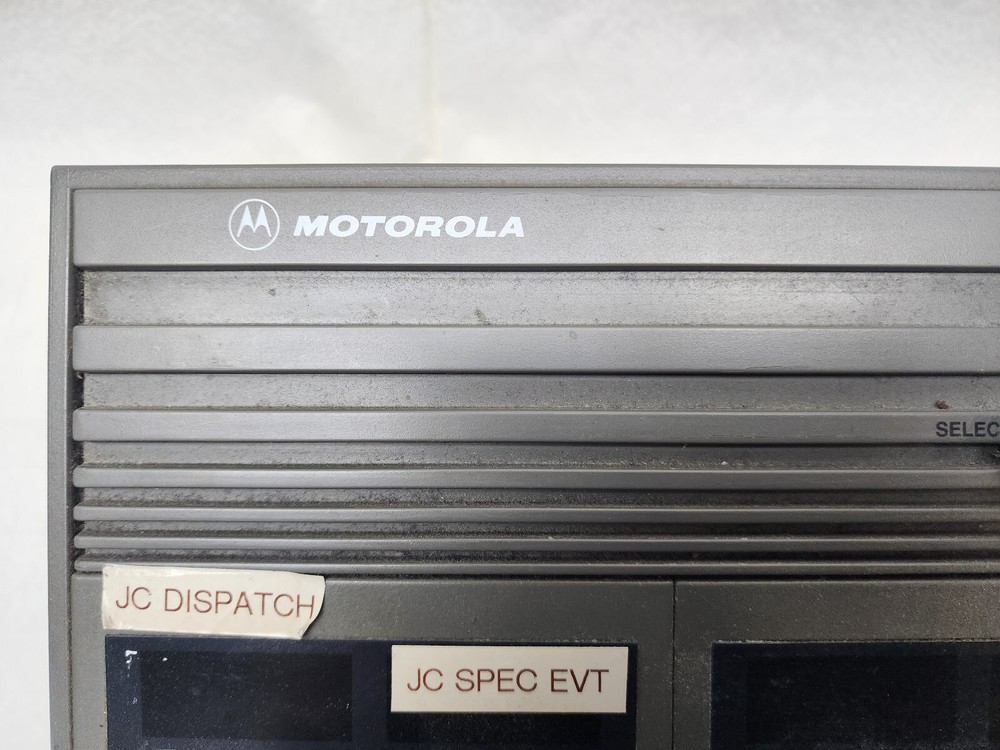 MOTOROLA
SELEC
JC DISPATCH
JC SPEC EVT